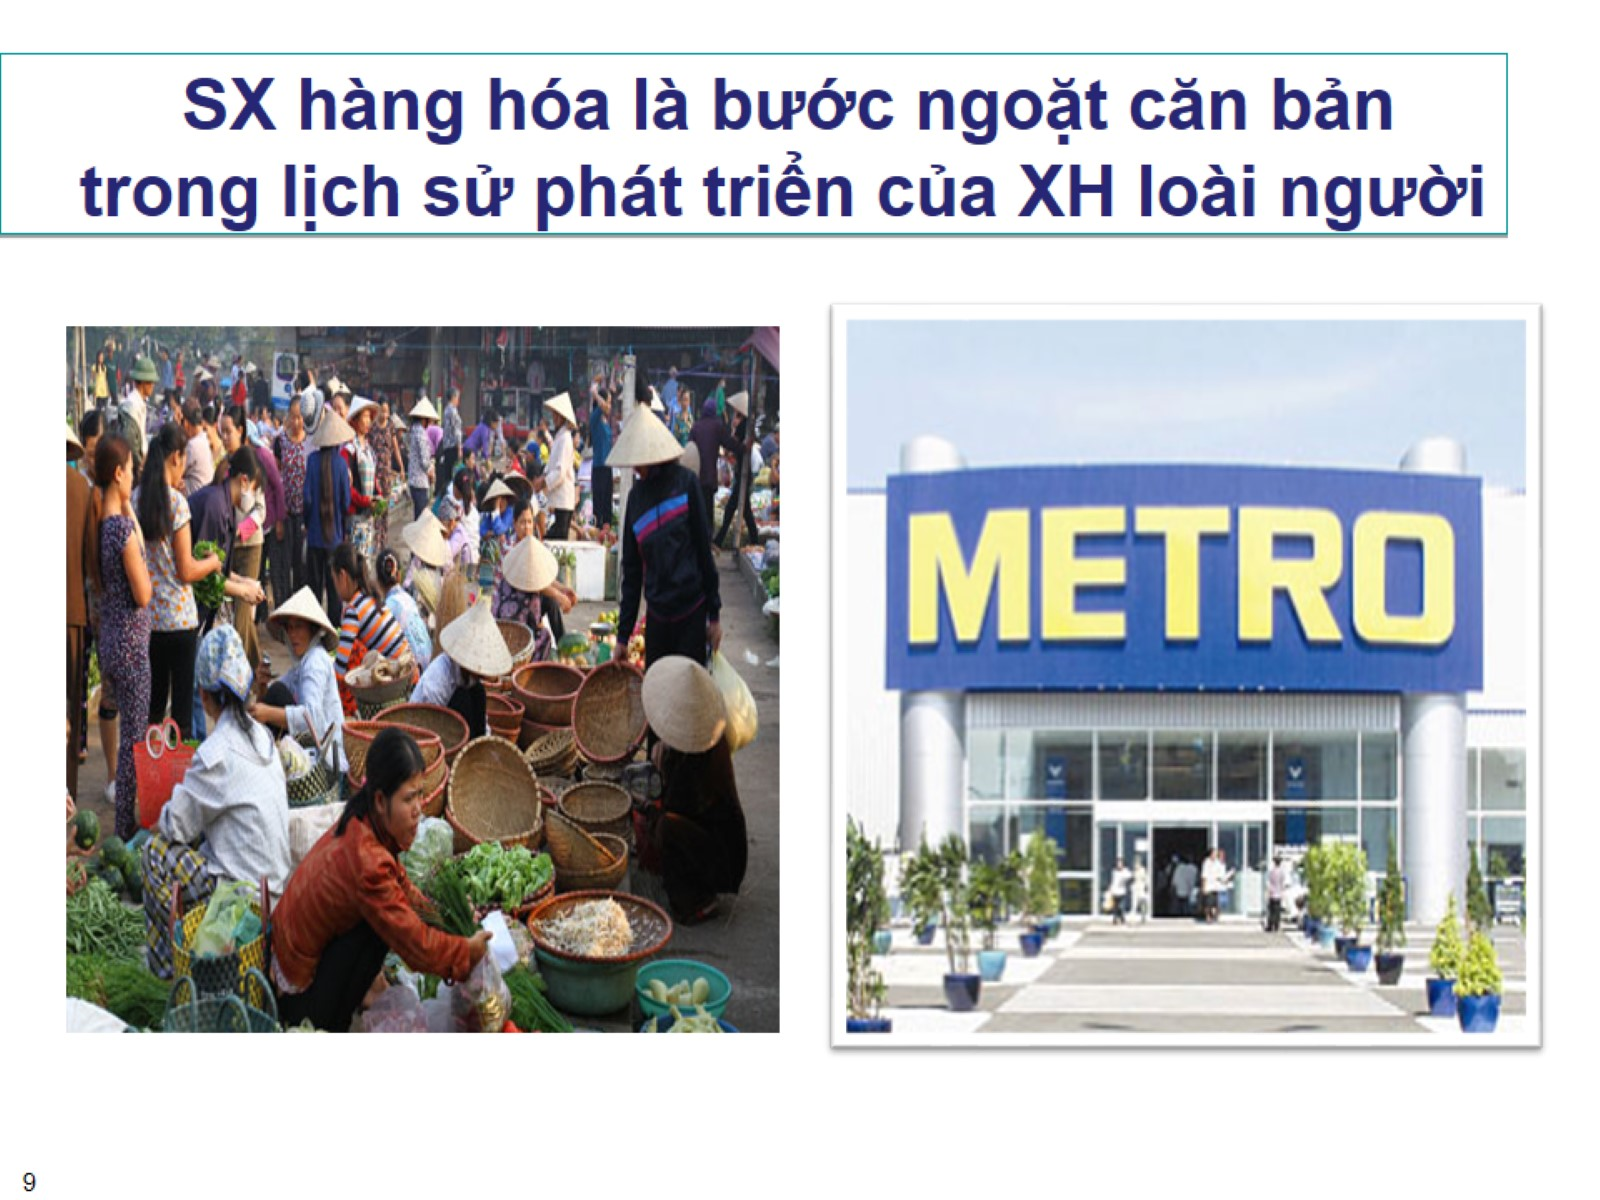 SX hàng hóa là bước ngoặt căn bản
trong lịch sử phát triển của XH loài người
METRO
9